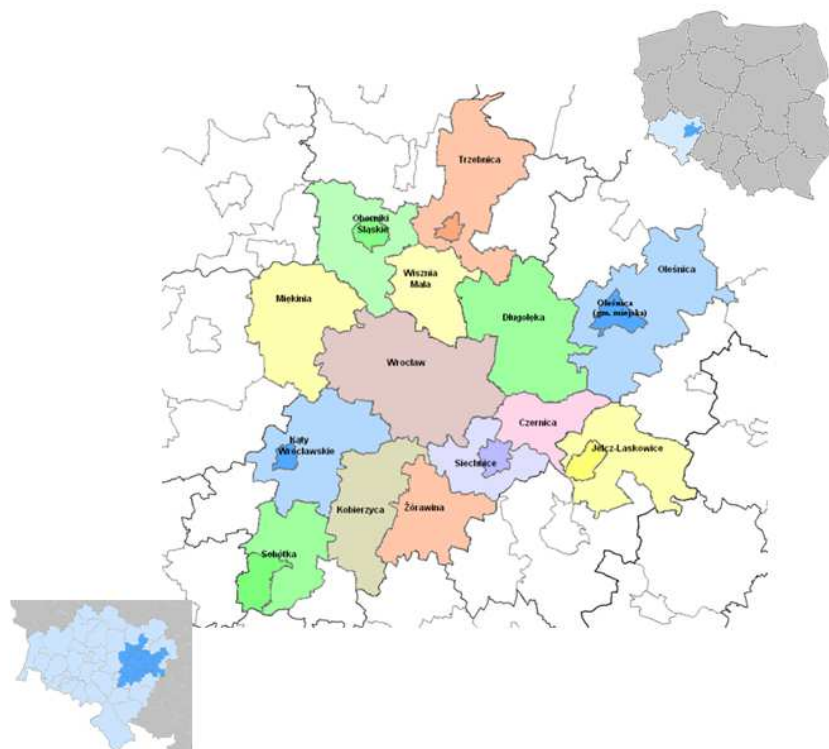 Trzebnica
Oborniki
Śląskie
Wisznia
Mała
Oleśnica
Miękinia
Oleśnica
(gm. miejska)
Długołęka
Wrocław
Czernica
Kąty
Wrocławskie
Siechnice
Jelcz-Laskowice
Kobierzyca
Żórawina
Sobótka